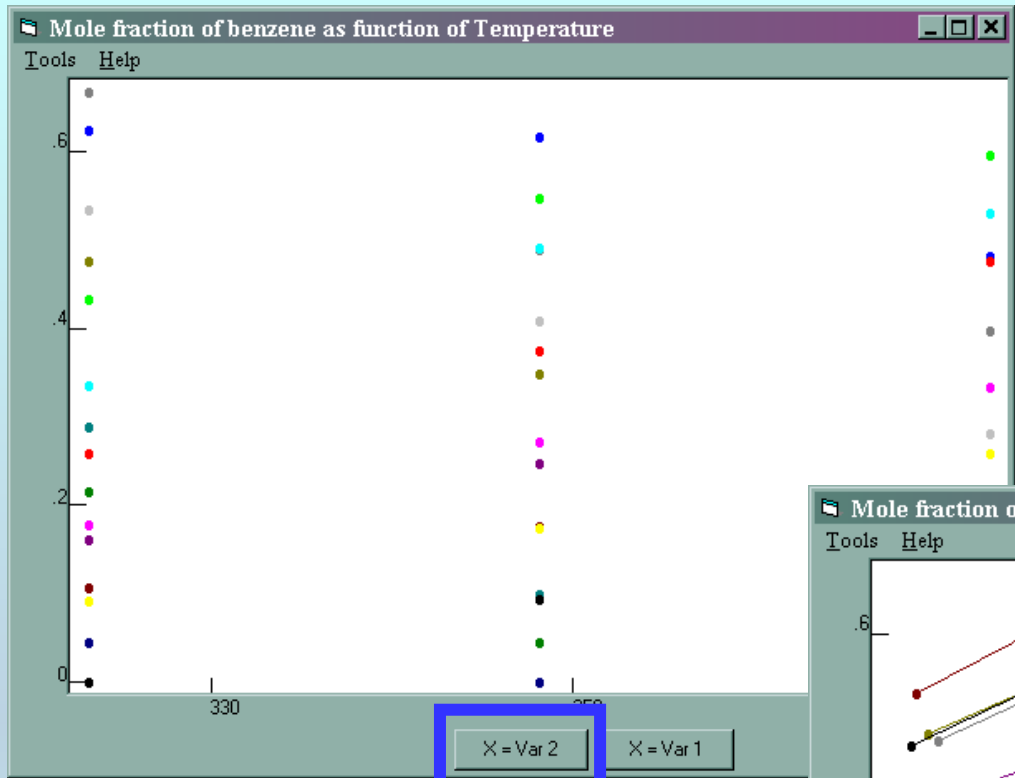 Mole fraction of benzene as function of Temperature
Tools Help
.6
.4
.2
0
330
X = Var 2 X = Var 1
Mole fraction o
Tools Help
.6